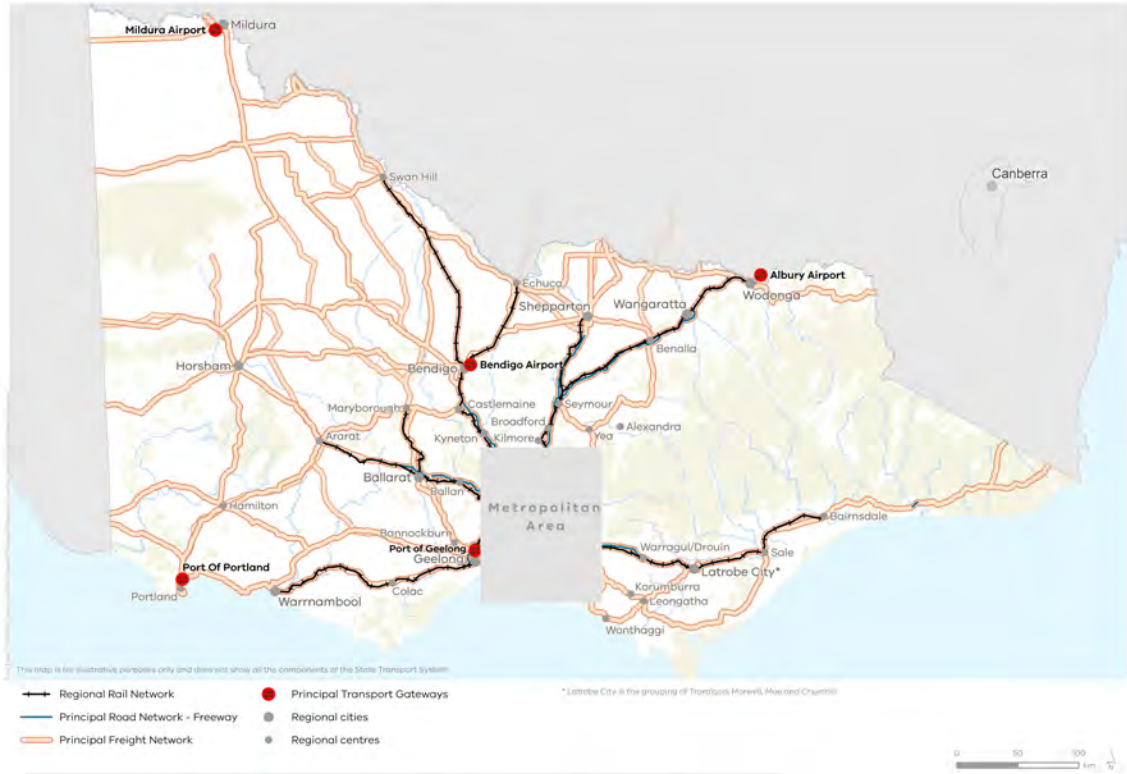 Mildura Airport
Mildura
Canberra
Swan Hill
Echuca
Shepparton
Wangaratta
Albury Airport
Wodonga
Benalla
Horsham
Bendigo
Bendigo Airport
Maryborough
Castlemaine
Seymour
Broadford
Kyneton
Kilmore
Yea
Alexandra
Ararat
Ballarat
Ballan
Metropolitan
Area
Hamilton
Bannockburn
Port of Geelong
Geelong
Bairnsdale
Warragul/Drouin
Sale
Latrobe City*
Port Of Portland
Portland
Warrnambool
Colac
Korumburra
Leongatha
Wonthaggi
This map is for illustrative purposes only and does not show all the components of the State Transport System
Regional Rail Network
Principal Transport Gateways
* Latrobe City is the grouping of Traralgon, Morwell, Moe and Churchill
Principal Road Network - Freeway
Regional cities
Principal Freight Network
Regional centres
0 50 100
km
N